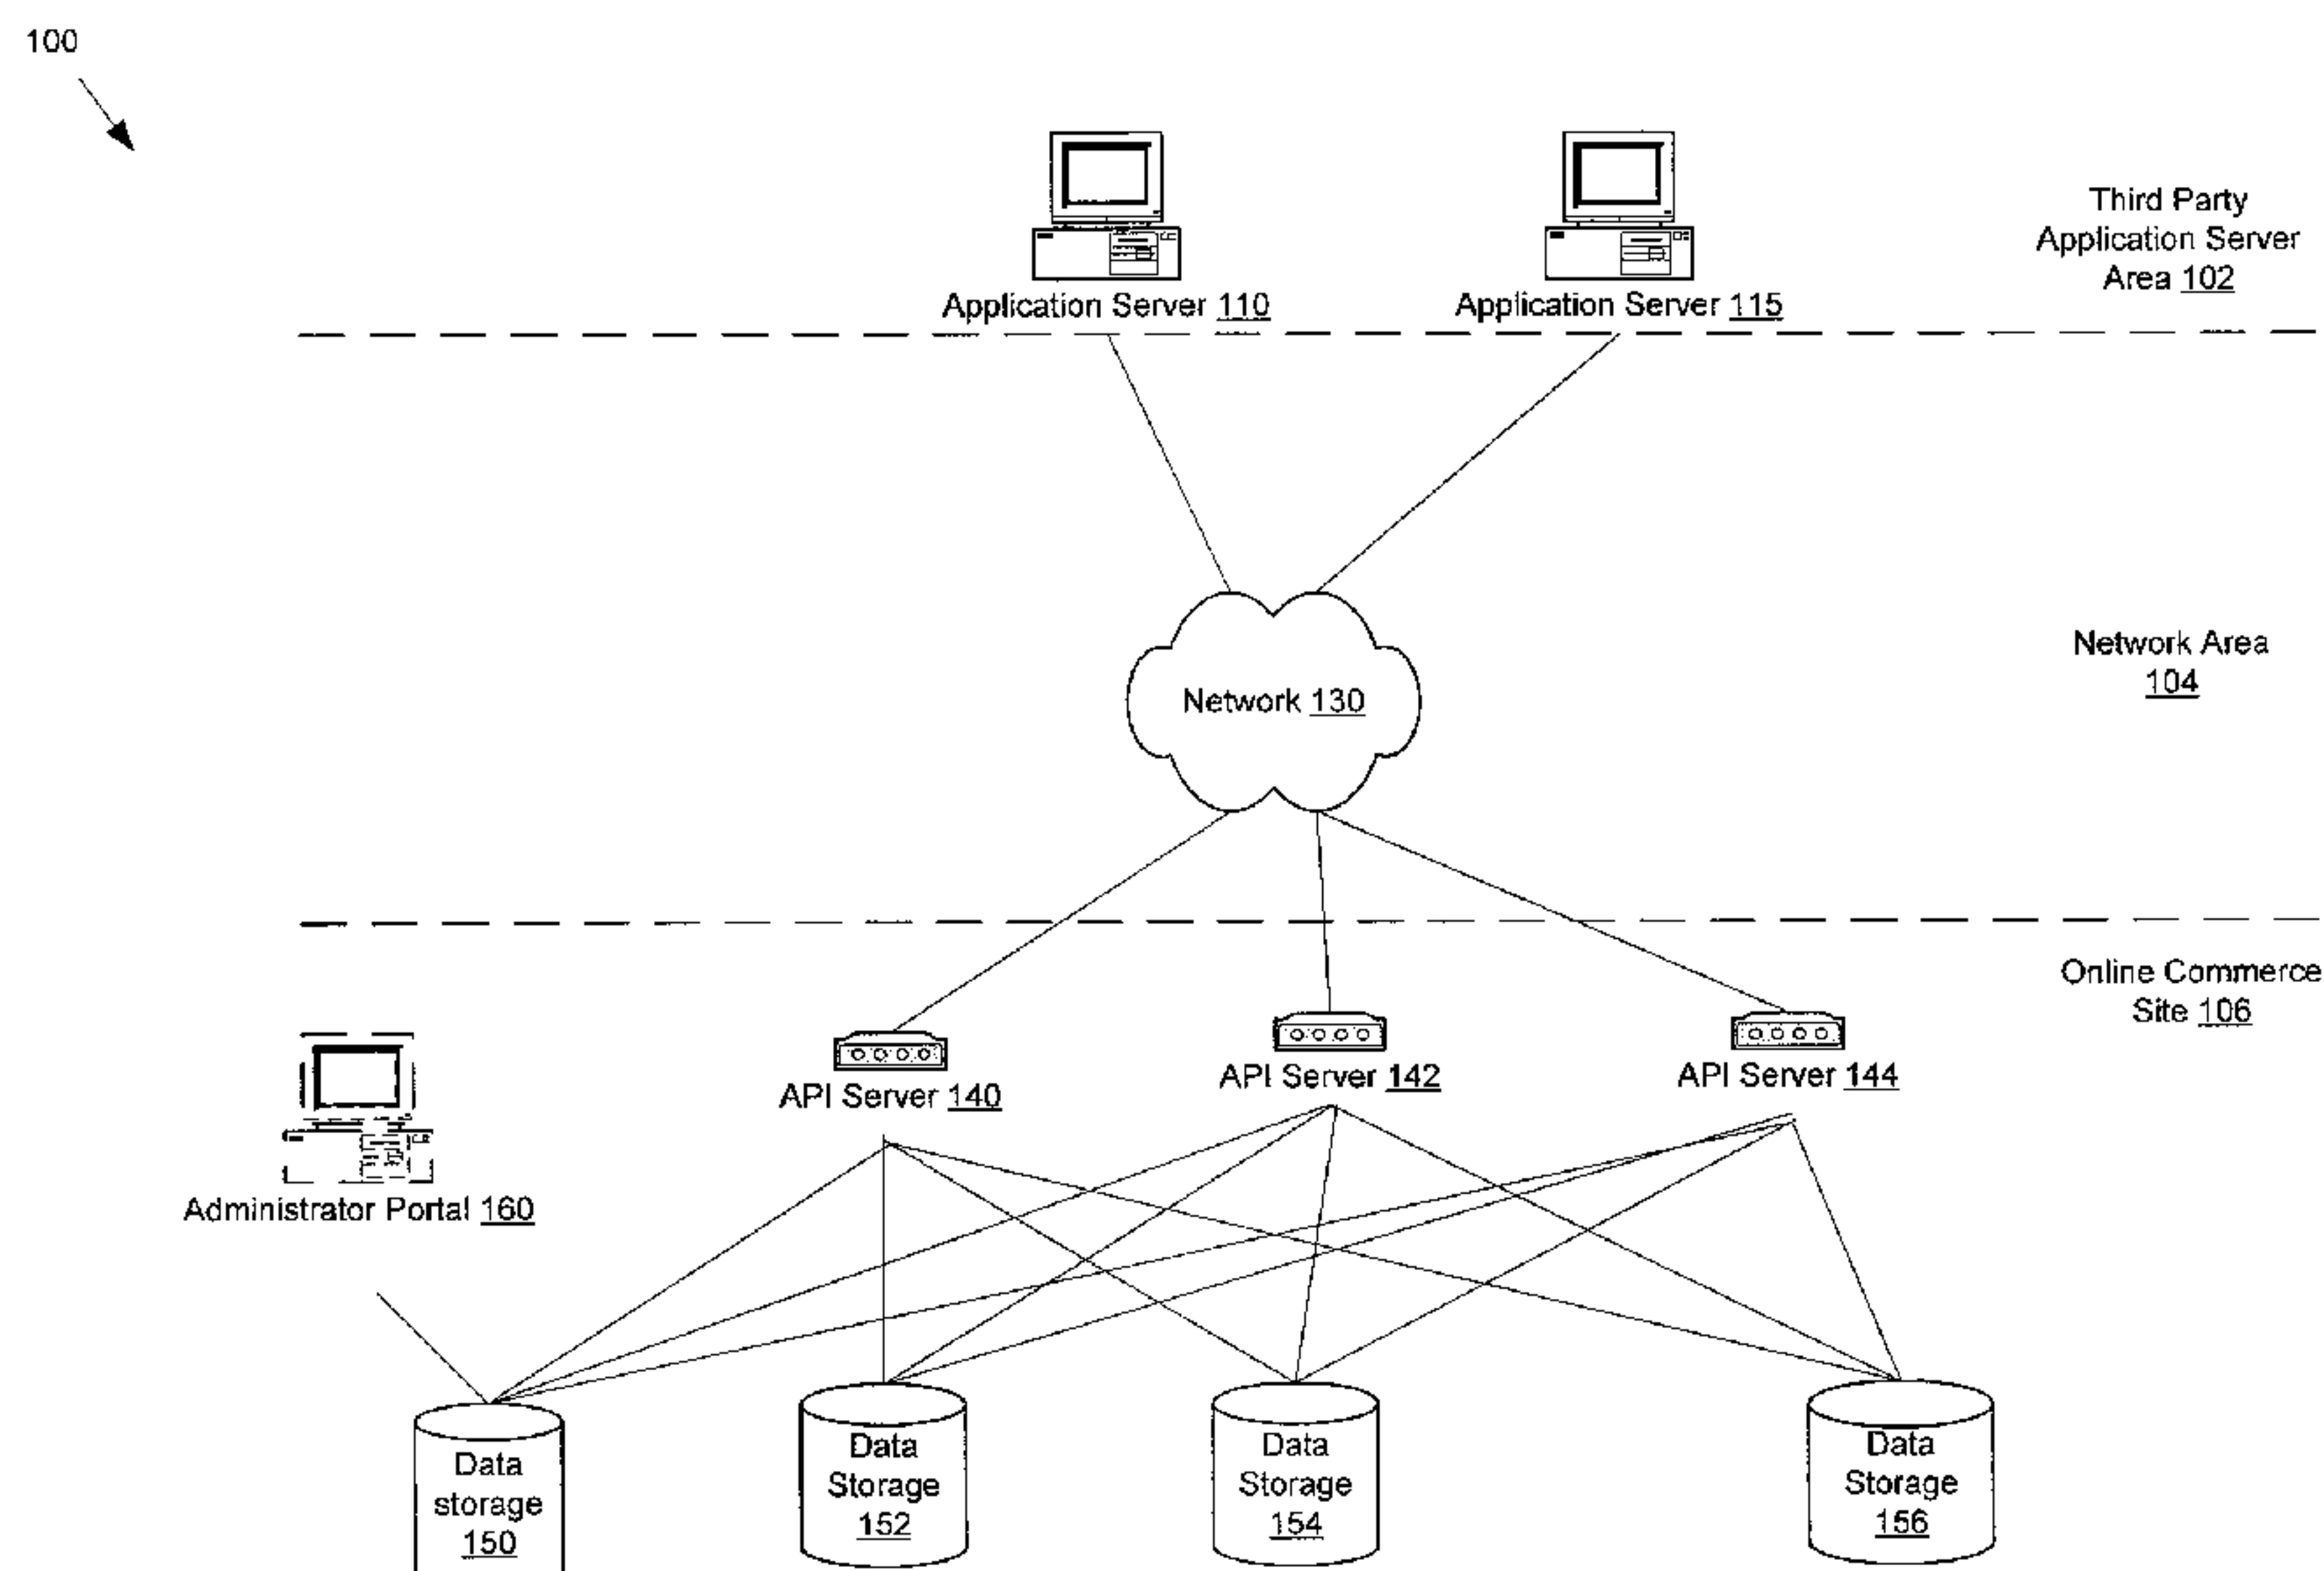 100
Third Party
Application Server
Area 102
Application Server 110
Application Server 115
Network Area
104
Network 130
Online Commerce
Site 106
API Server 140
API Server 142
API Server 144
Administrator Portal 160
Data
storage
150
Data
Storage
152
Data
Storage
154
Data
Storage
156